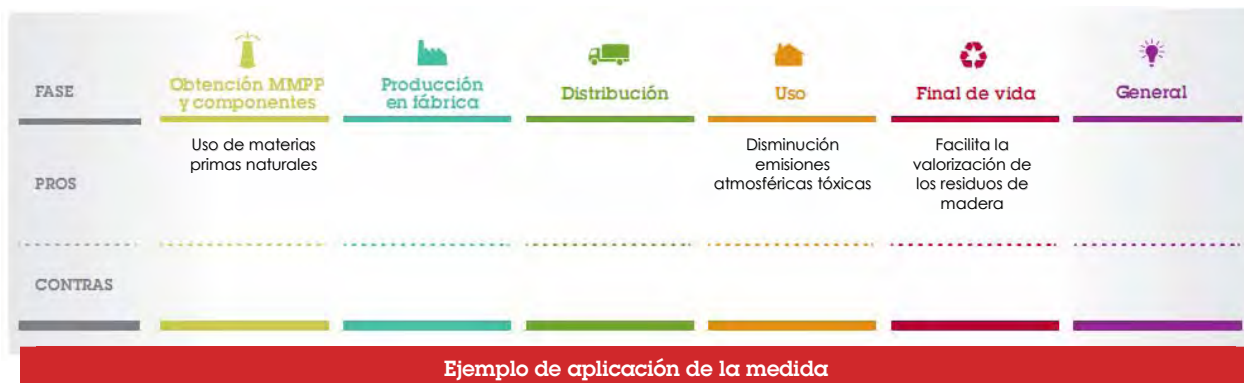 FASE
Obtención MMPP
y componentes
Producción
en fábrica
Distribución
Uso
Final de vida
General
PROS
Uso de materias
primas naturales
Disminución
emisiones
atmosféricas tóxicas
Facilita la
valorización de
los residuos de
madera
CONTRAS
Ejemplo de aplicación de la medida